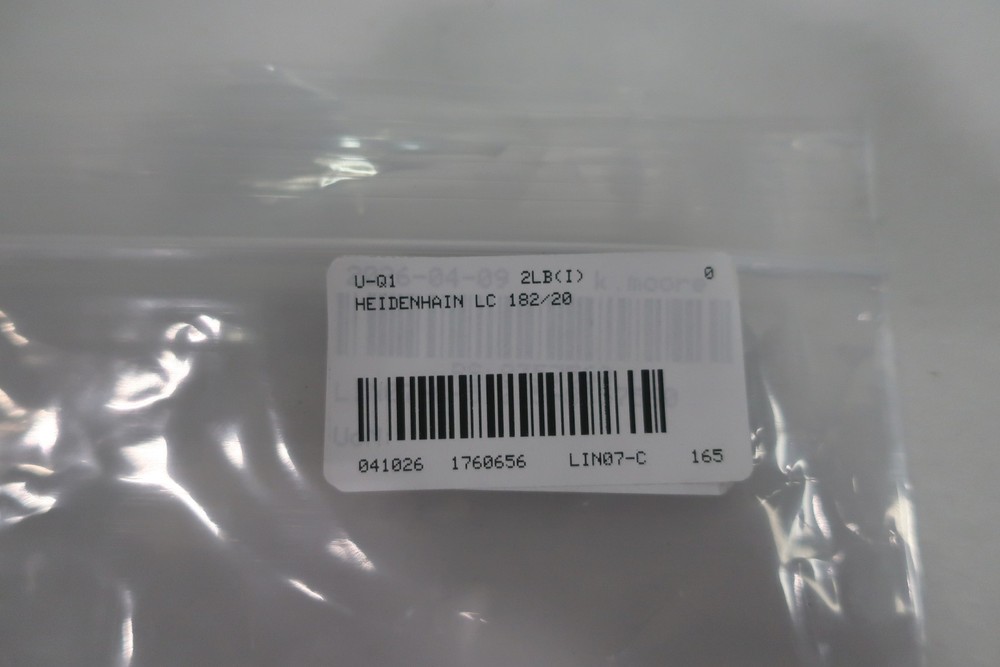 U-Q1 2LB(I) 0
HEIDENHAIN LC 182/20
041026 1760656 LIN07-C 165